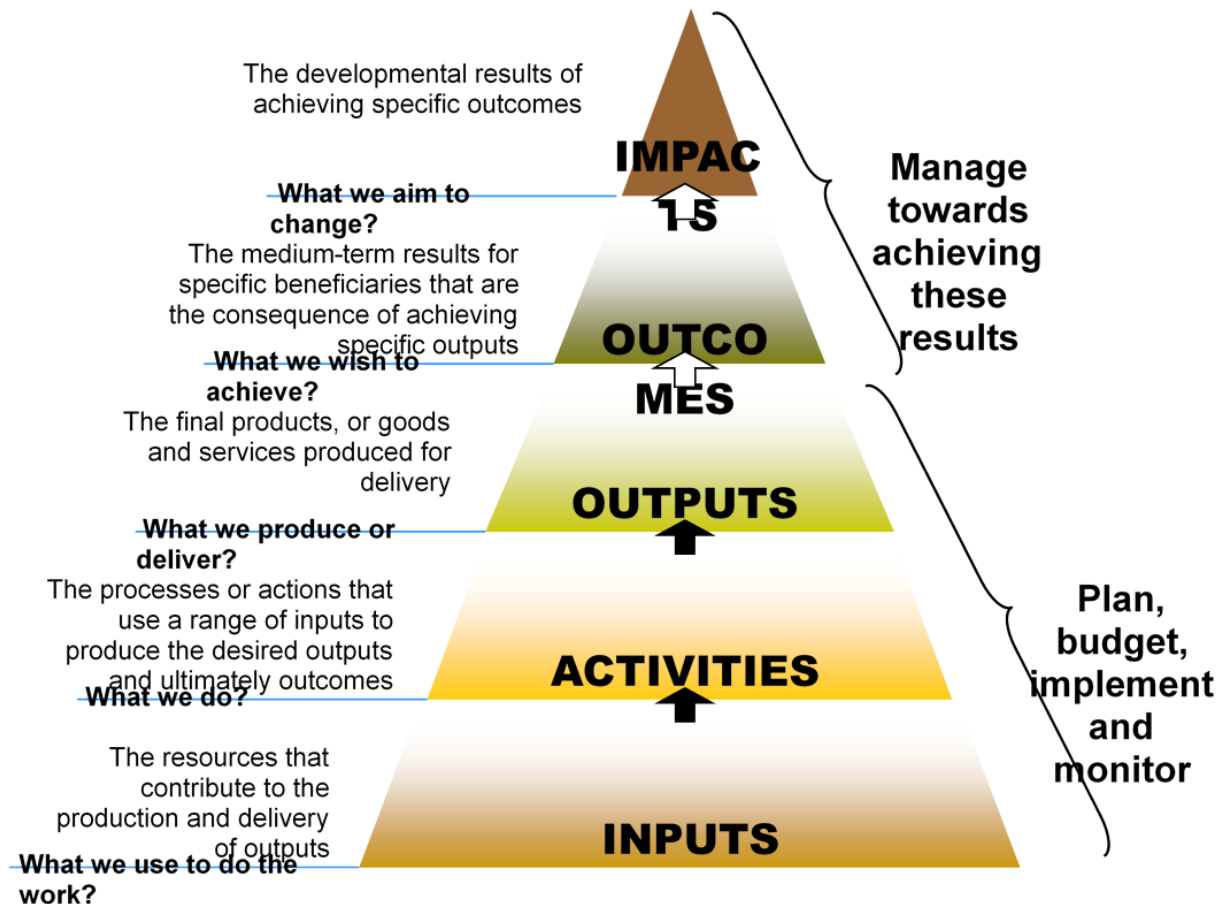 The developmental results of
achieving specific outcomes
IMPAC
TS
What we aim to
change?
The medium-term results for
specific beneficiaries that are
the consequence of achieving
specific outputs
OUTCO
MES
What we wish to
achieve?
The final products, or goods
and services produced for
delivery
OUTPUTS
What we produce or
deliver?
The processes or actions that
use a range of inputs to
produce the desired outputs
and ultimately outcomes
ACTIVITIES
What we do?
The resources that
contribute to the
production and delivery
of outputs
INPUTS
What we use to do the
work?
Manage
towards
achieving
these
results
Plan,
budget,
implement
and
monitor